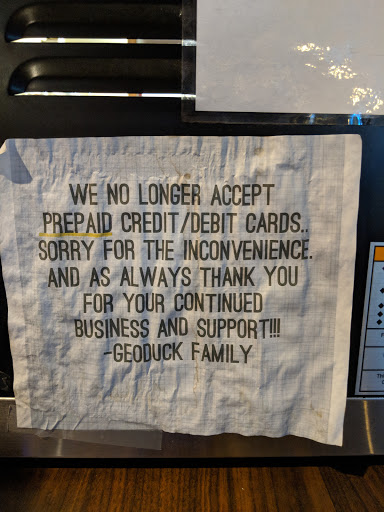 WE NO LONGER ACCEPT
PREPAID CREDIT/DEBIT CARDS..
SORRY FOR THE INCONVENIENCE.
AND AS ALWAYS THANK YOU
FOR YOUR CONTINUED
BUSINESS AND SUPPORT!!!
-GEODUCK FAMILY